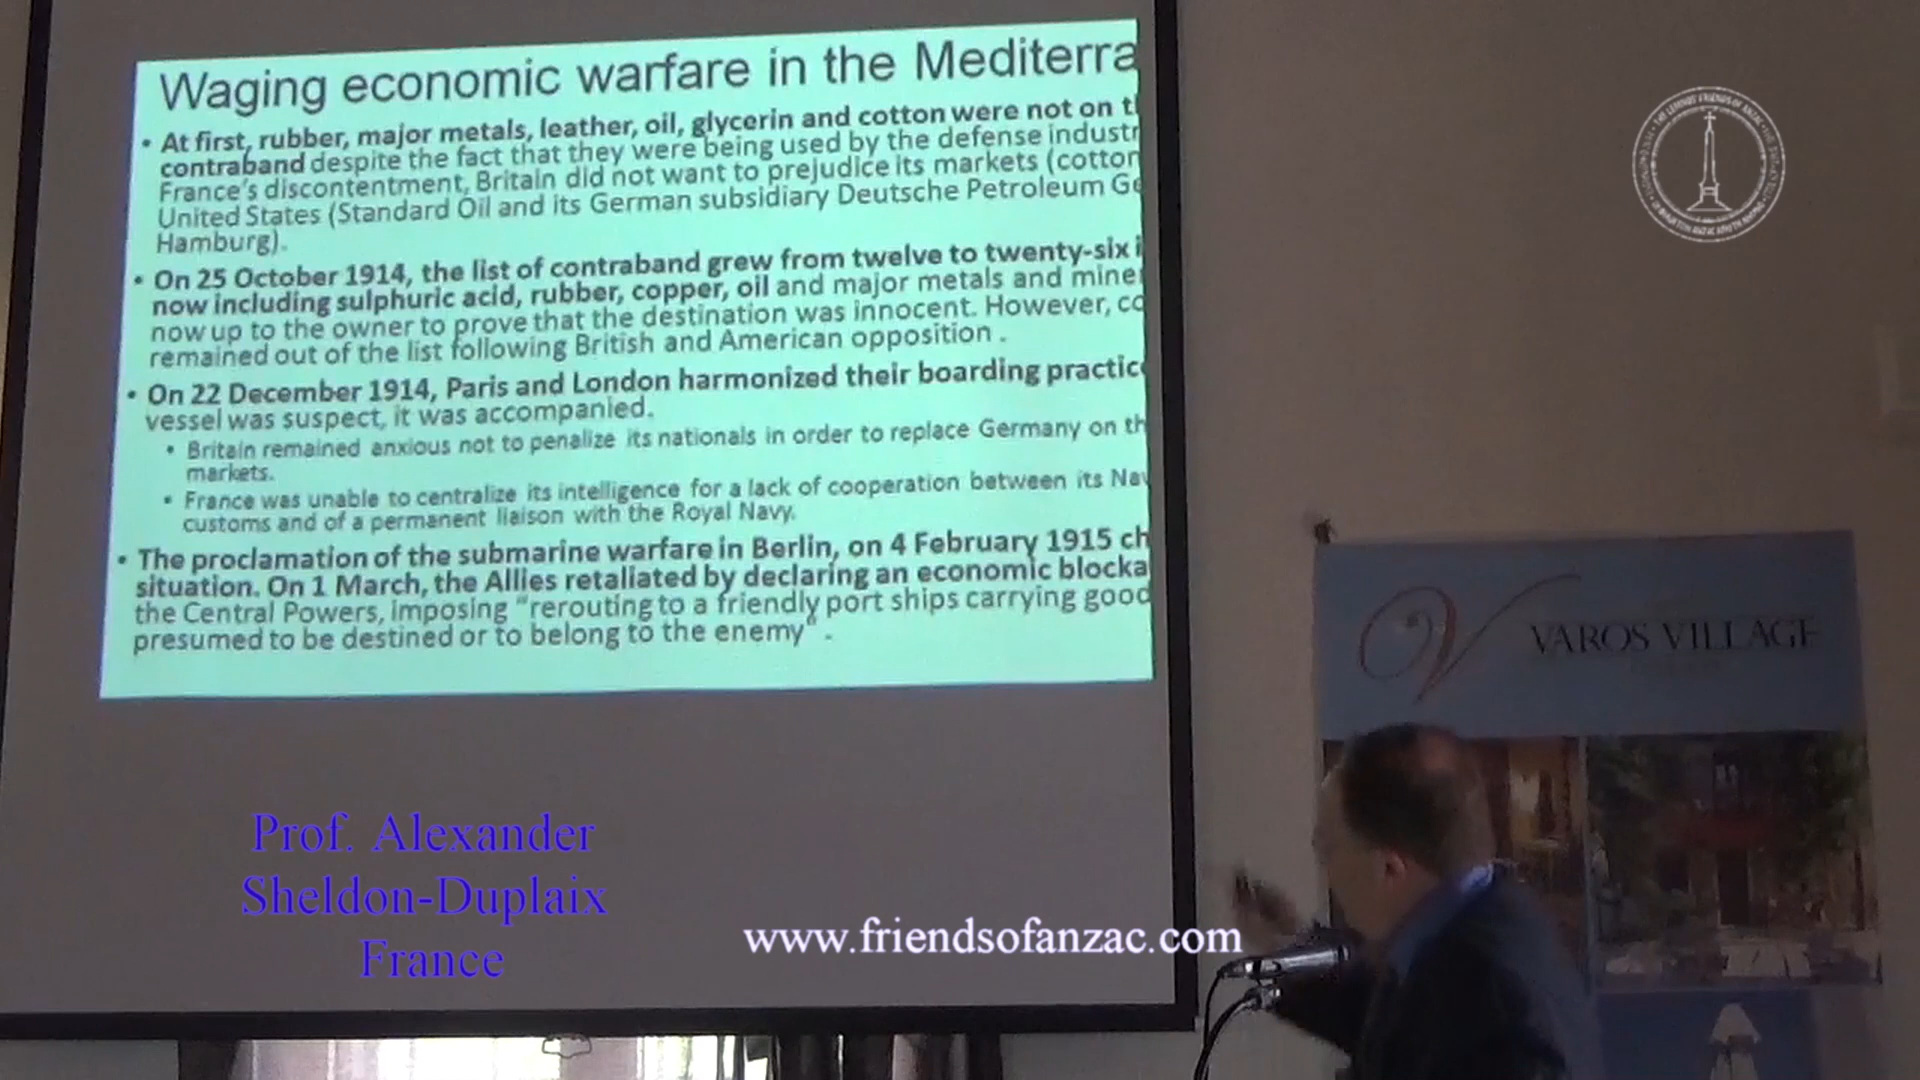 Waging economic warfare in the Mediterra
• At first, rubber, major metals, leather, oil, glycerin and cotton were not on t
contraband despite the fact that they were being used by the defense industr
France's discontentment, Britain did not want to prejudice its markets (cotton
United States (Standard Oil and its German subsidiary Deutsche Petroleum Ge
Hamburg).
• On 25 October 1914, the list of contraband grew from twelve to twenty-six i
now including sulphuric acid, rubber, copper, oil and major metals and miner
now up to the owner to prove that the destination was innocent. However, co
remained out of the list following British and American opposition .
• On 22 December 1914, Paris and London harmonized their boarding practice
vessel was suspect, it was accompanied.
• Britain remained anxious not to penalize its nationals in order to replace Germany on th
markets.
• France was unable to centralize its intelligence for a lack of cooperation between its Nav
customs and of a permanent liaison with the Royal Navy.
• The proclamation of the submarine warfare in Berlin, on 4 February 1915 ch
situation. On 1 March, the Allies retaliated by declaring an economic blocka
the Central Powers, imposing "rerouting to a friendly port ships carrying good
presumed to be destined or to belong to the enemy" .
VAROS VILLAGE
Prof. Alexander
Sheldon-Duplaix
France
www.friendsofanzac.com